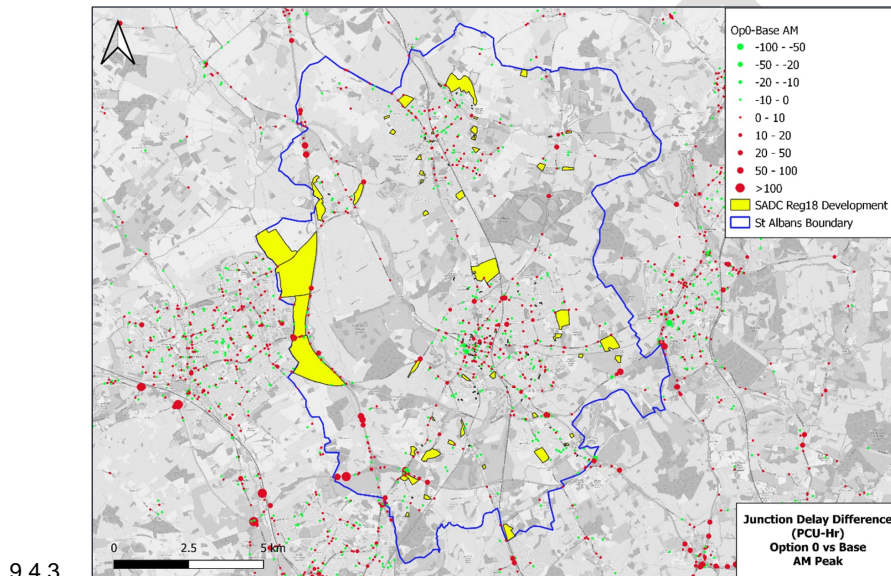 Op0-Base AM
-100 - -50
-50 - -20
-20 - -10
-10 - 0
0 - 10
10 - 20
20 - 50
50 - 100
>100
SADC Reg18 Development
St Albans Boundary
0 2.5 5 km
Junction Delay Difference
(PCU-Hr)
Option 0 vs Base
AM Peak
9.4.3